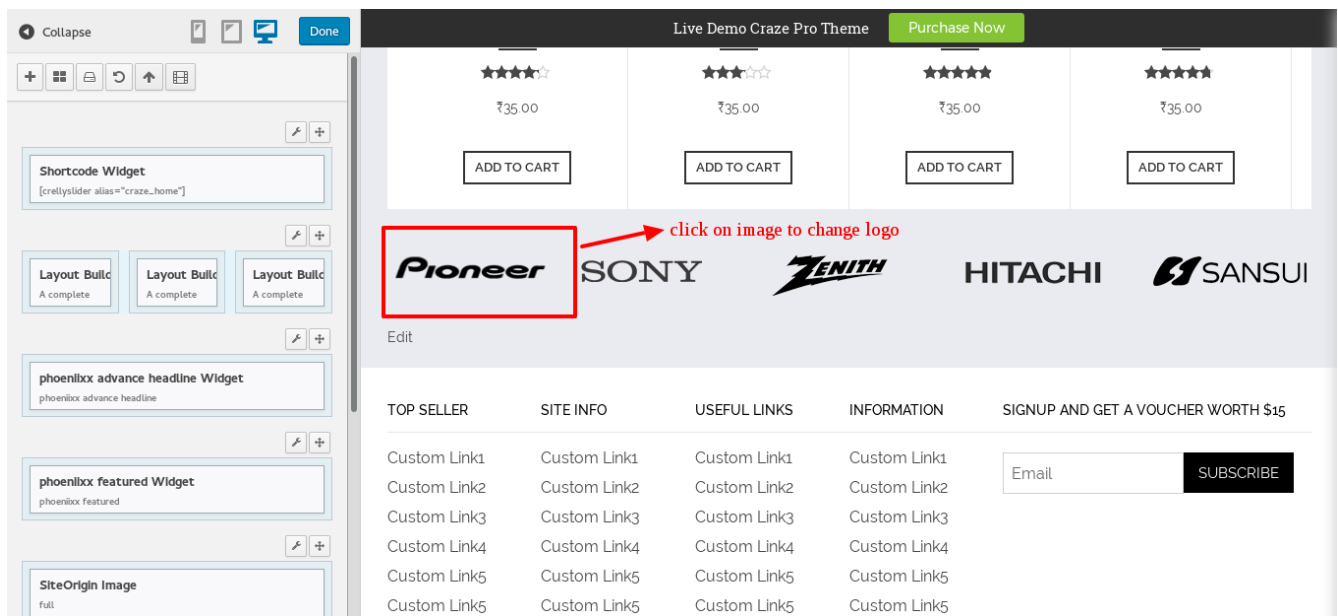 Collapse
Done
Live Demo Craze Pro Theme
Purchase Now
Shortcode Widget
[crellyslider alias="craze_home"]
Layout Build
A complete
Layout Build
A complete
Layout Build
A complete
phoeniixx advance headline Widget
phoeniixx advance headline
phoeniixx featured Widget
phoeniixx featured
SiteOrigin Image
full
₹35.00 ₹35.00 ₹35.00 ₹35.00
ADD TO CART ADD TO CART ADD TO CART ADD TO CART
click on image to change logo
Pioneer SONY ZENITH HITACHI SANSUI
Edit
TOP SELLER SITE INFO USEFUL LINKS INFORMATION SIGNUP AND GET A VOUCHER WORTH $15
Custom Link1 Custom Link1 Custom Link1 Custom Link1
Email SUBSCRIBE
Custom Link2 Custom Link2 Custom Link2 Custom Link2
Custom Link3 Custom Link3 Custom Link3 Custom Link3
Custom Link4 Custom Link4 Custom Link4 Custom Link4
Custom Link5 Custom Link5 Custom Link5 Custom Link5
Custom Link5 Custom Link5 Custom Link5 Custom Link5